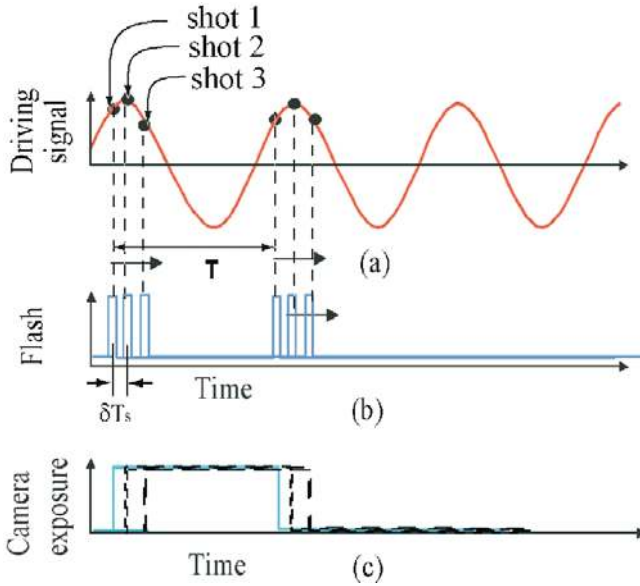 shot 1
shot 2
shot 3
Driving
signal
(a)
T
Flash
δTs
Time
(b)
Camera
exposure
Time
(c)